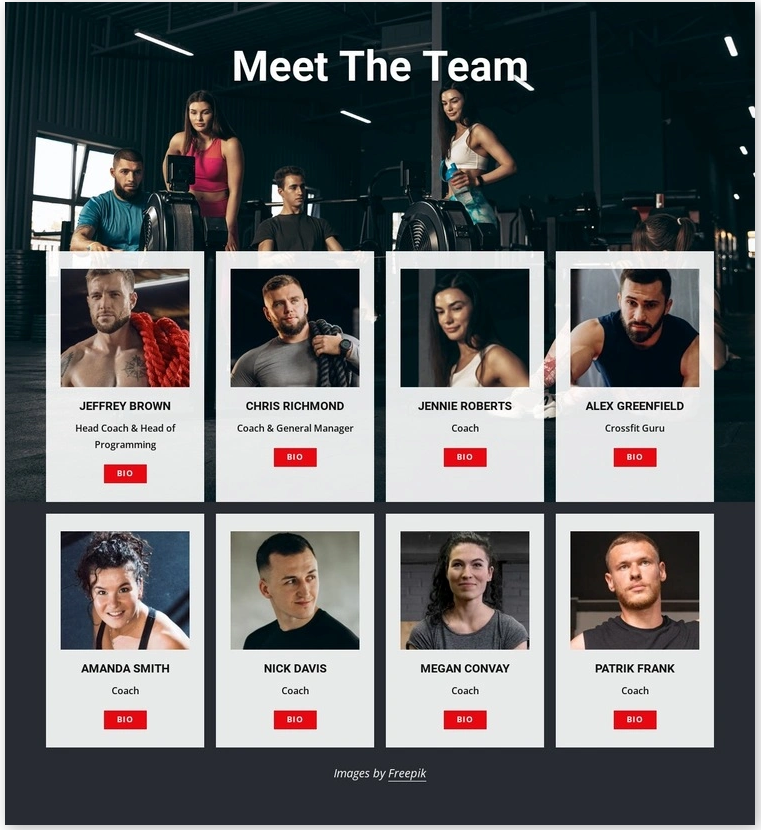 Meet The Team
JEFFREY BROWN
Head Coach & Head of
Programming
BIO
CHRIS RICHMOND
Coach & General Manager
BIO
JENNIE ROBERTS
Coach
BIO
ALEX GREENFIELD
Crossfit Guru
BIO
AMANDA SMITH
Coach
BIO
NICK DAVIS
Coach
BIO
MEGAN CONVAY
Coach
BIO
PATRIK FRANK
Coach
BIO
Images by Freepik